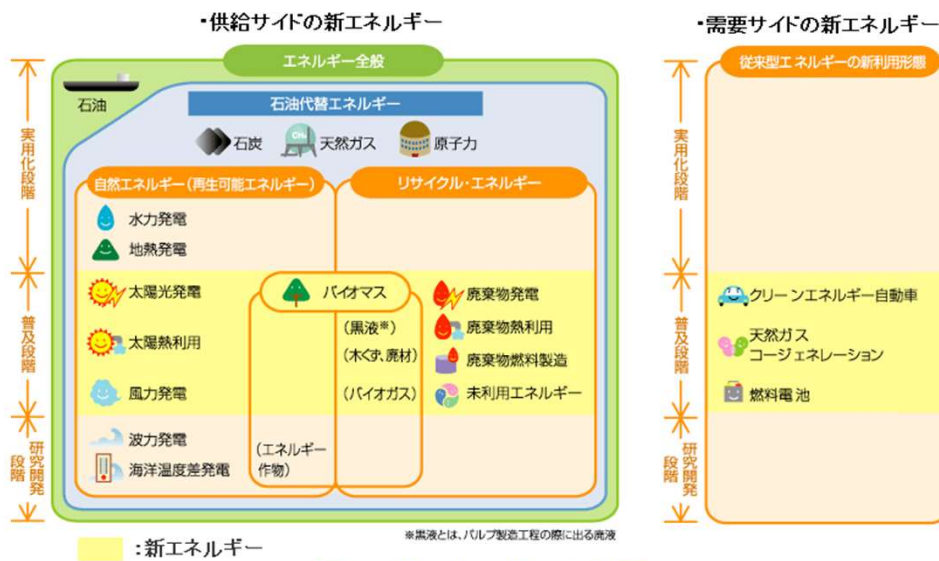 ・供給サイドの新エネルギー
・需要サイドの新エネルギー
エネルギー全般
従来型エネルギーの新利用形態
石油
石油代替エネルギー
石炭
CH₄
天然ガス
原子力
実用化段階
実用化段階
自然エネルギー(再生可能エネルギー)
リサイクル・エネルギー
水力発電
地熱発電
太陽光発電
バイオマス
廃棄物発電
クリーンエネルギー自動車
(黒液※)
廃棄物熱利用
太陽熱利用
(木くず、廃材)
廃棄物燃料製造
天然ガス
コージェネレーション
普及段階
普及段階
風力発電
(バイオガス)
未利用エネルギー
燃料電池
波力発電
(エネルギー
作物)
海洋温度差発電
研究開発
段階
研究開発
段階
※黒液とは、パルプ製造工程の際に出る廃液
:新エネルギー